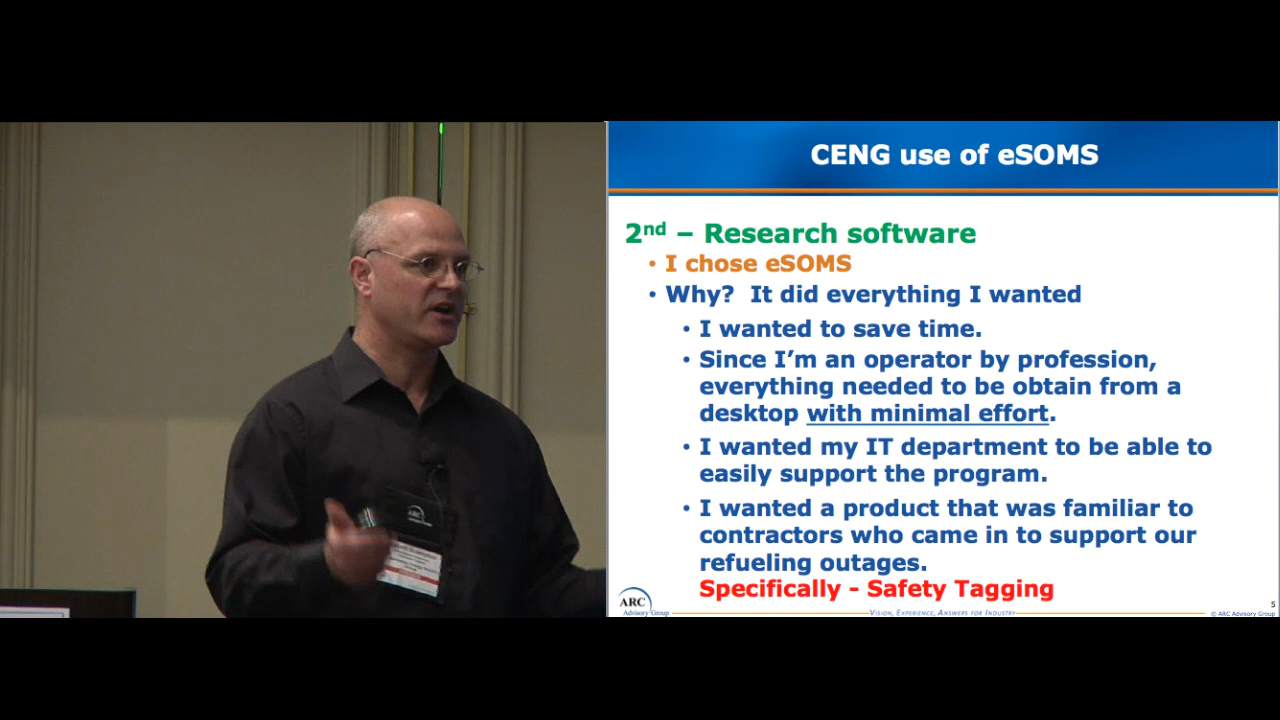 CENG use of eSOMS
2nd – Research software
• I chose eSOMS
• Why?  It did everything I wanted
• I wanted to save time.
• Since I’m an operator by profession,
everything needed to be obtain from a
desktop with minimal effort.
• I wanted my IT department to be able to
easily support the program.
• I wanted a product that was familiar to
contractors who came in to support our
refueling outages.
Specifically - Safety Tagging
ARC
Advisory Group
VISION, EXPERIENCE, ANSWERS FOR INDUSTRY
5
© ARC Advisory Group
ARC